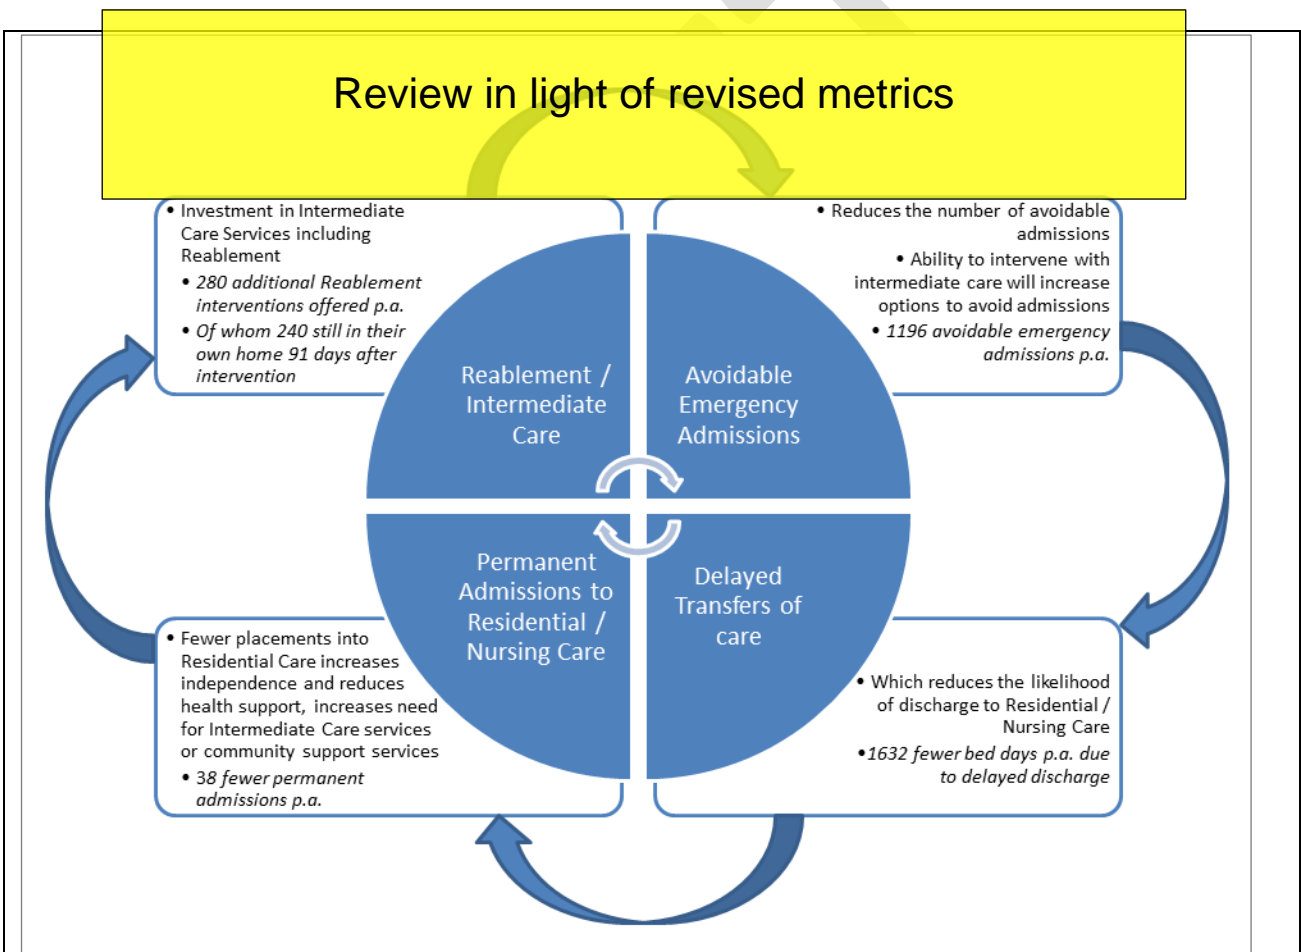 Review in light of revised metrics
• Investment in Intermediate
Care Services including
Reablement
• 280 additional Reablement
interventions offered p.a.
• Of whom 240 still in their
own home 91 days after
intervention
• Reduces the number of avoidable
admissions
• Ability to intervene with
intermediate care will increase
options to avoid admissions
• 1196 avoidable emergency
admissions p.a.
Reablement /
Intermediate
Care
Avoidable
Emergency
Admissions
Permanent
Admissions to
Residential /
Nursing Care
Delayed
Transfers of
care
• Fewer placements into
Residential Care increases
independence and reduces
health support, increases need
for Intermediate Care services
or community support services
• 38 fewer permanent
admissions p.a.
• Which reduces the likelihood
of discharge to Residential /
Nursing Care
•1632 fewer bed days p.a. due
to delayed discharge